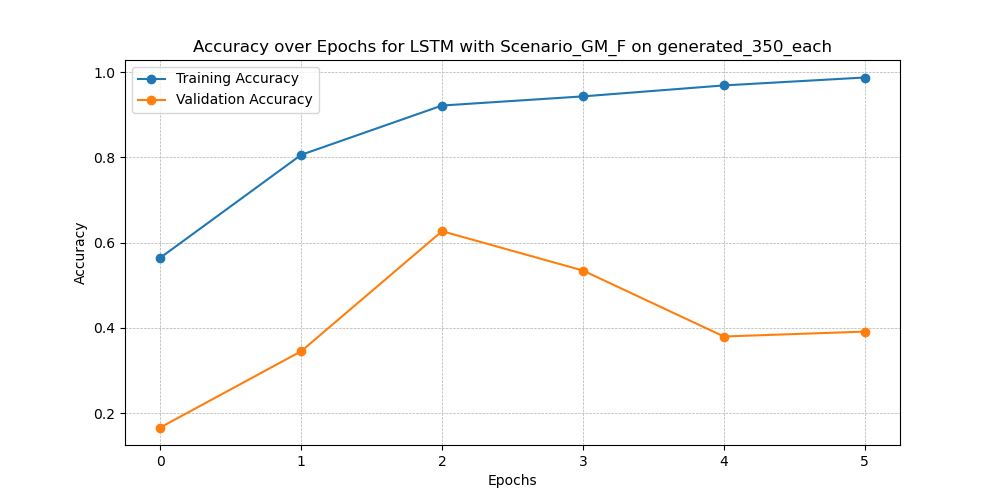 Accuracy over Epochs for LSTM with Scenario_GM_F on generated_350_each
Training Accuracy
Validation Accuracy
1.0
0.8
0.6
0.4
0.2
Accuracy
0 1 2 3 4 5
Epochs